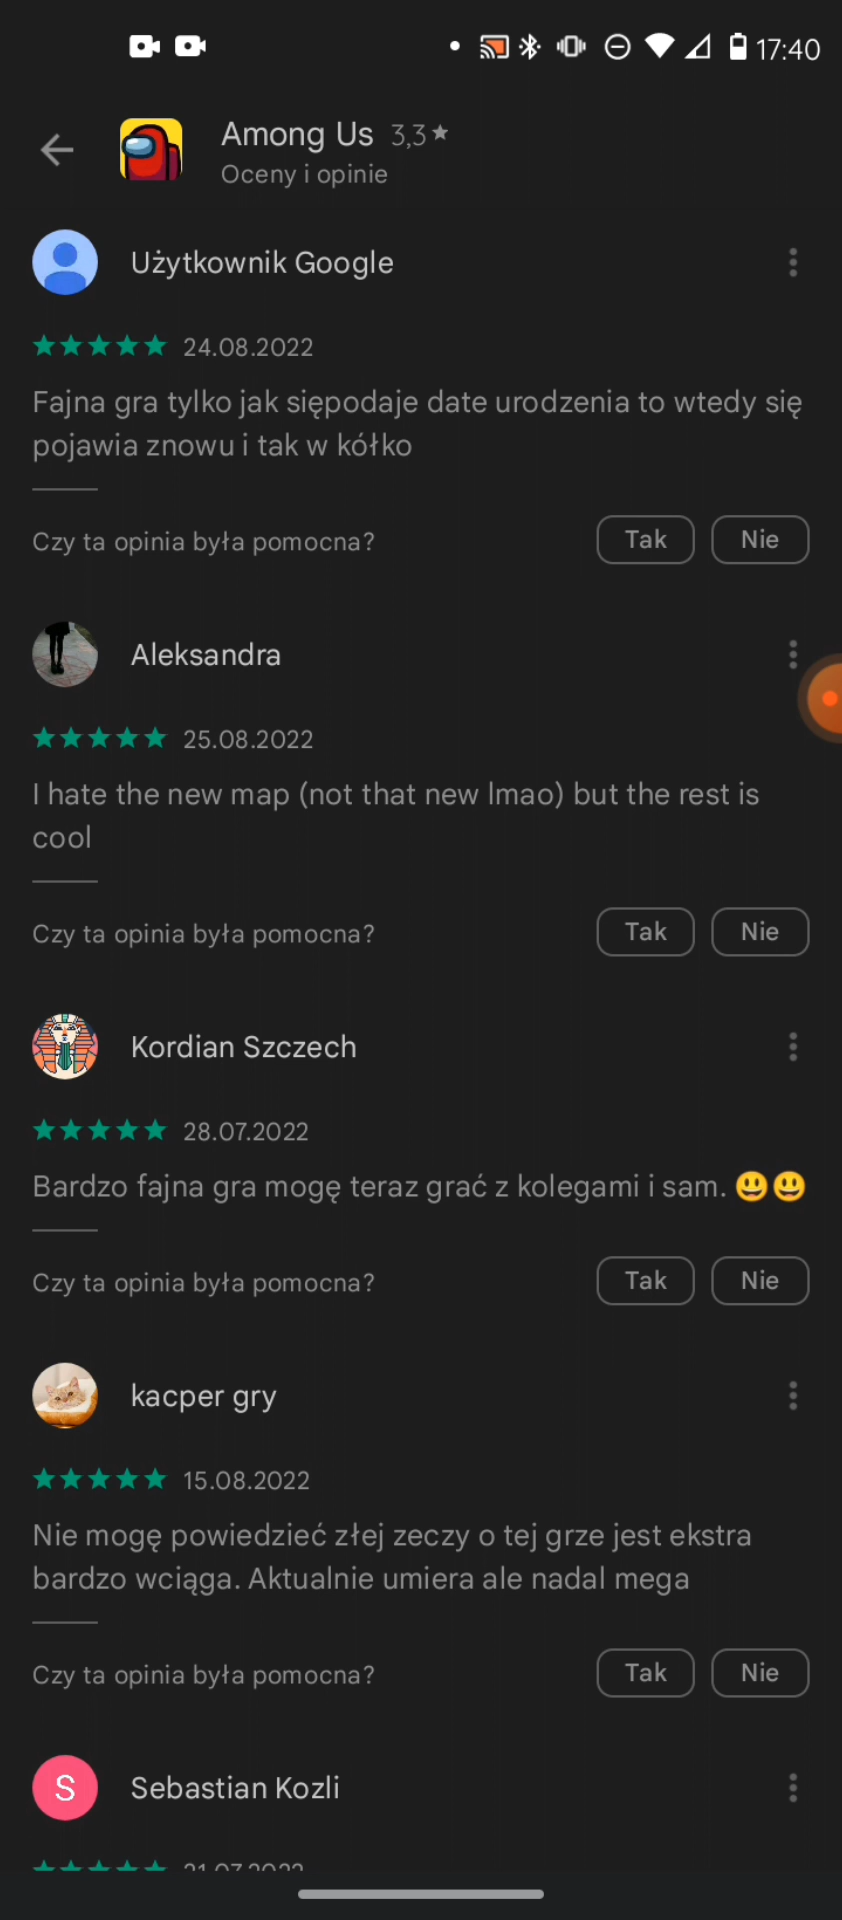 17:40
Among Us 3,3★
Oceny i opinie
Użytkownik Google
24.08.2022
Fajna gra tylko jak siępodaje date urodzenia to wtedy się
pojawia znowu i tak w kółko
Czy ta opinia była pomocna? Tak Nie
Aleksandra
25.08.2022
I hate the new map (not that new lmao) but the rest is
cool
Czy ta opinia była pomocna? Tak Nie
Kordian Szczech
28.07.2022
Bardzo fajna gra mogę teraz grać z kolegami i sam. 😃😃
Czy ta opinia była pomocna? Tak Nie
kacper gry
15.08.2022
Nie mogę powiedzieć złej zeczy o tej grze jest ekstra
bardzo wciąga. Aktualnie umiera ale nadal mega
Czy ta opinia była pomocna? Tak Nie
S Sebastian Kozli